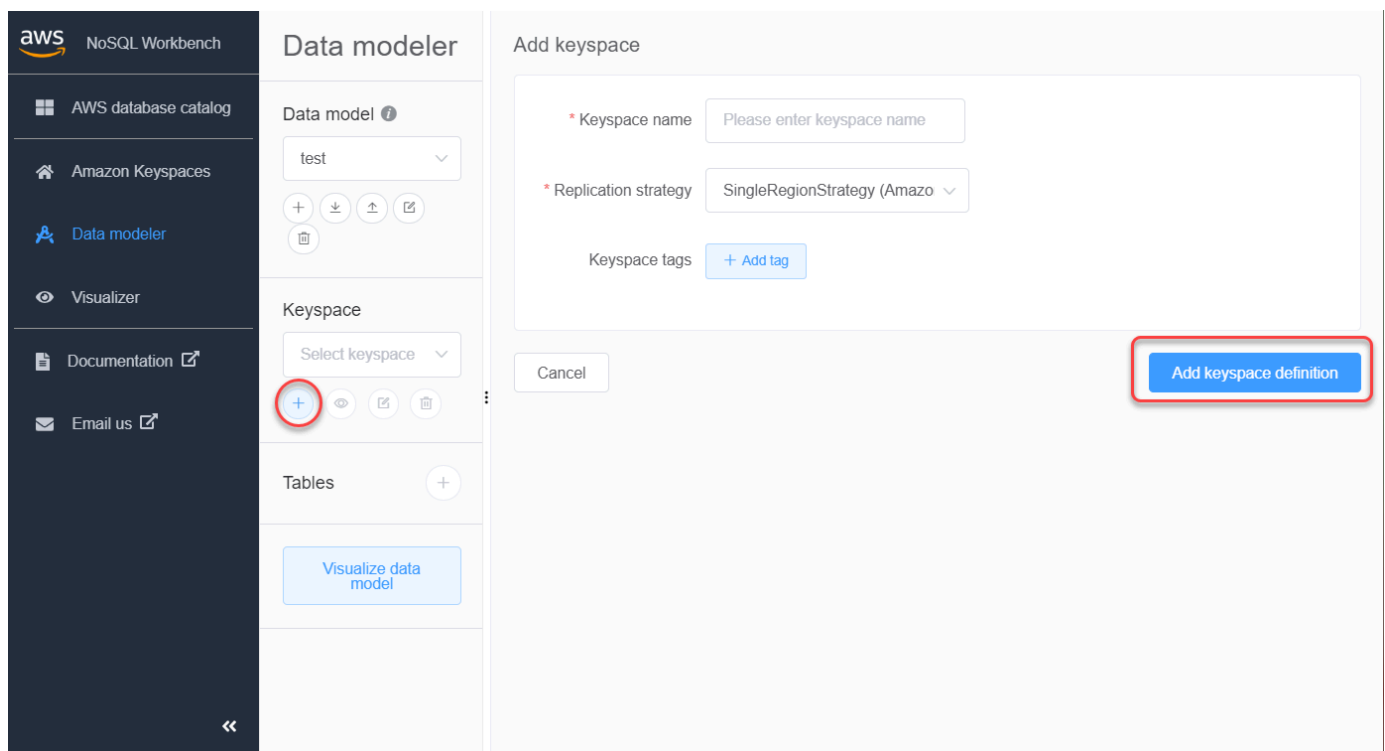 aws
NoSQL Workbench
AWS database catalog
Amazon Keyspaces
Data modeler
Visualizer
Documentation
Email us
Data modeler
Data model
test
Keyspace
Select keyspace
Tables
Visualize data
model
Add keyspace
* Keyspace name
Please enter keyspace name
* Replication strategy
SingleRegionStrategy (Amazo
Keyspace tags
+ Add tag
Cancel
Add keyspace definition